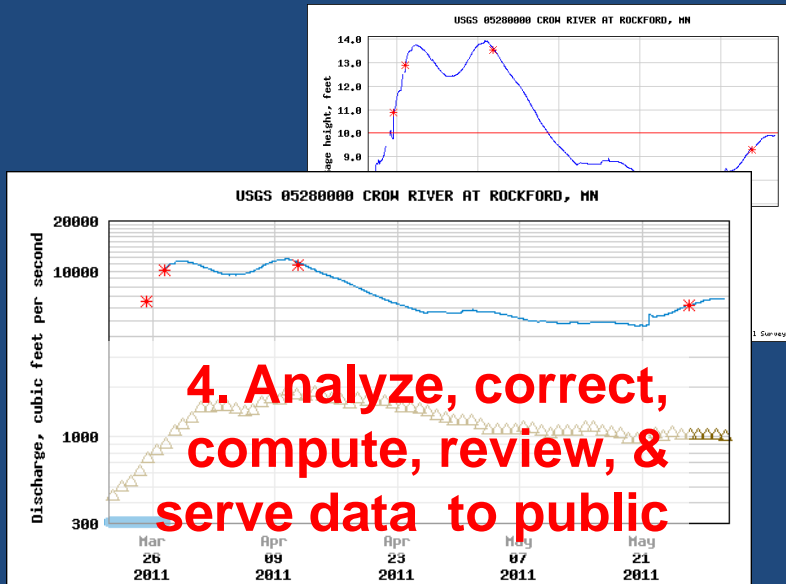 USGS 05280000 CROW RIVER AT ROCKFORD, MN
14.0
13.0
12.0
11.0
10.0
9.0
height, feet
USGS 05280000 CROW RIVER AT ROCKFORD, MN
Discharge, cubic feet per second
20000
10000
1000
300
4. Analyze, correct,
compute, review, &
serve data to public
Mar Apr Apr May May
26 09 23 07 21
2011 2011 2011 2011 2011